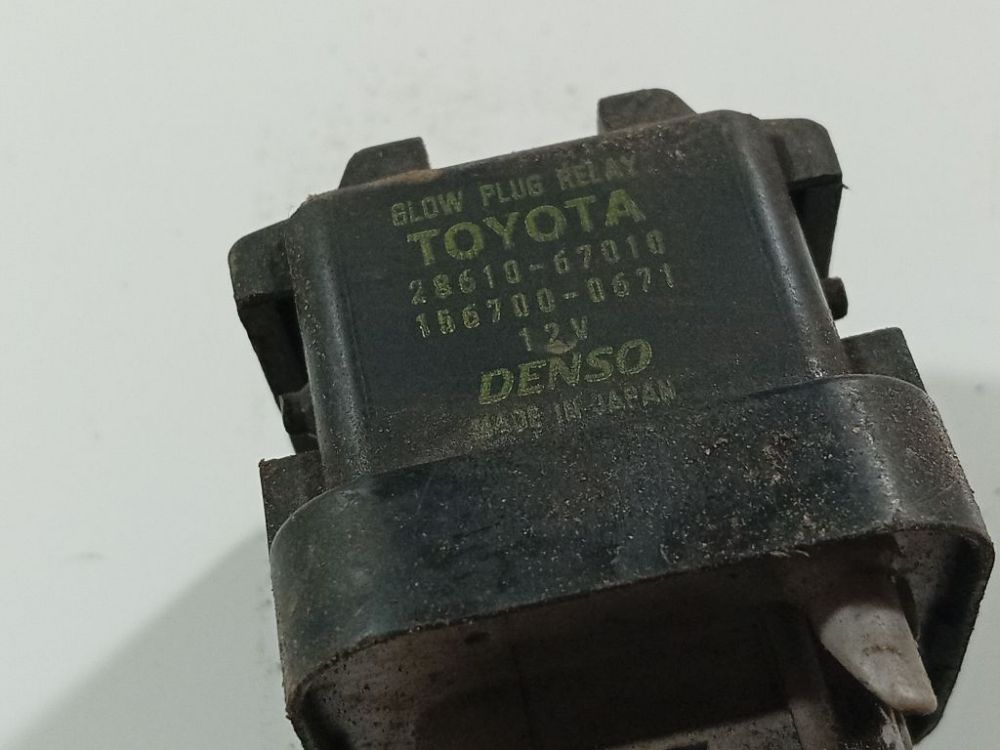 GLOW PLUG RELAY
TOYOTA
28610-67010
156700-0671
12V
DENSO
MADE IN JAPAN